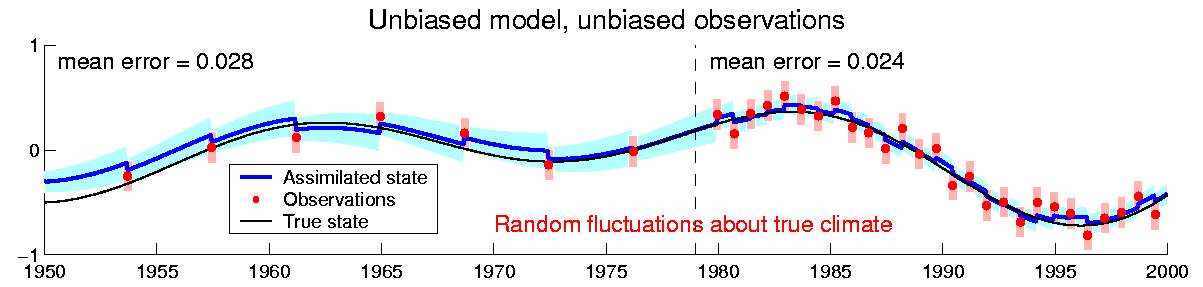 Unbiased model, unbiased observations
1
mean error = 0.028
mean error = 0.024
0
Assimilated state
Observations
True state
Random fluctuations about true climate
−1
1950 1955 1960 1965 1970 1975 1980 1985 1990 1995 2000